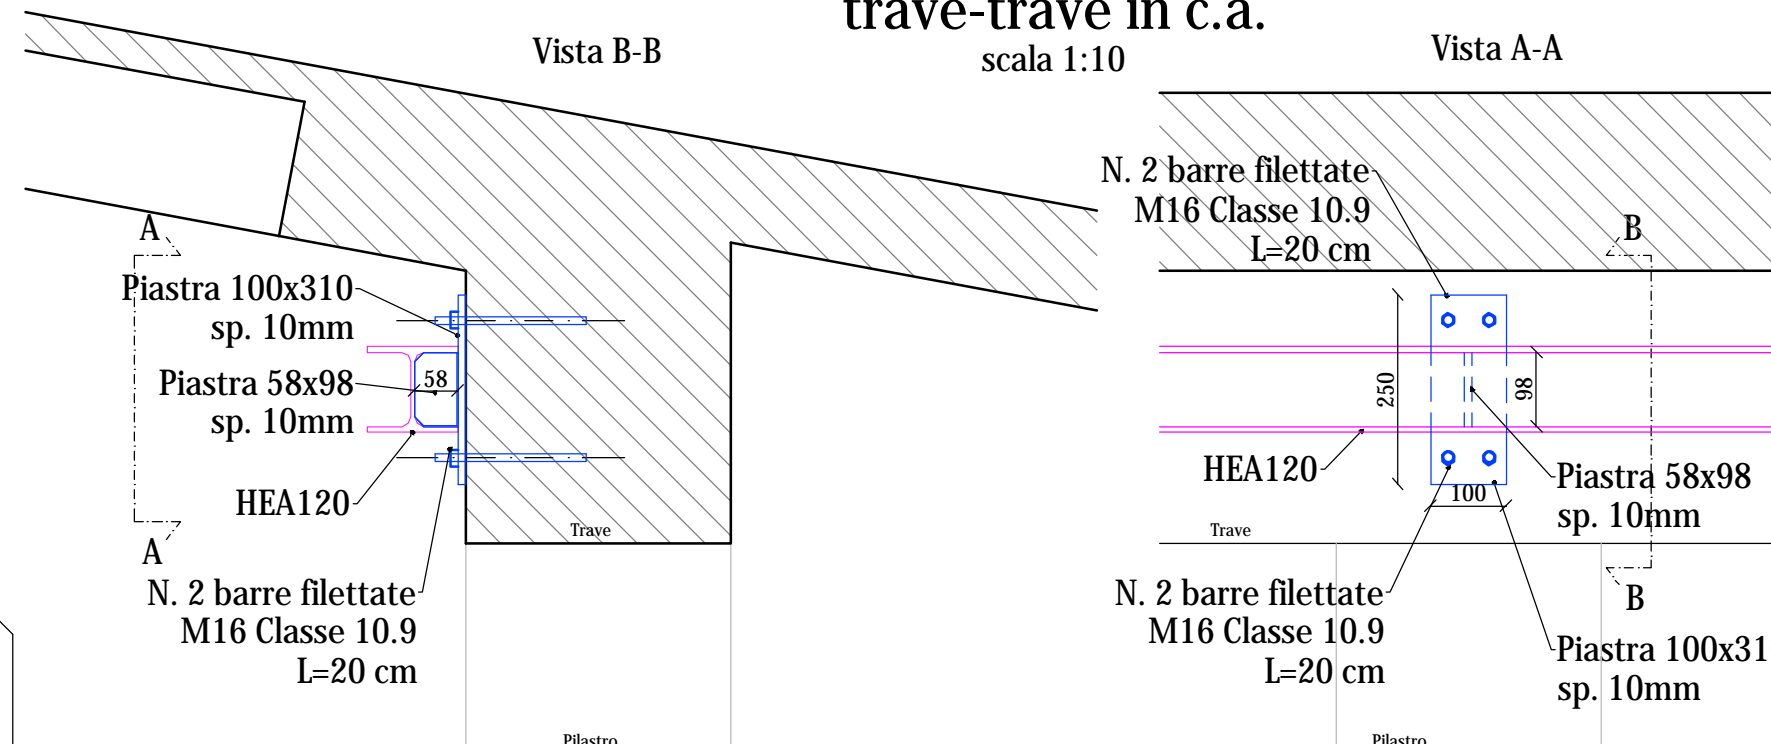 trave-trave in c.a.
scala 1:10
Vista B-B
Vista A-A
A
Piastra 100x310
sp. 10mm
Piastra 58x98
sp. 10mm
58
HEA120
A
Trave
N. 2 barre filettate
M16 Classe 10.9
L=20 cm
Pilastro
N. 2 barre filettate
M16 Classe 10.9
L=20 cm
B
250
98
HEA120
100
Piastra 58x98
sp. 10mm
Trave
N. 2 barre filettate
M16 Classe 10.9
L=20 cm
B
Piastra 100x31
sp. 10mm
Pilastro